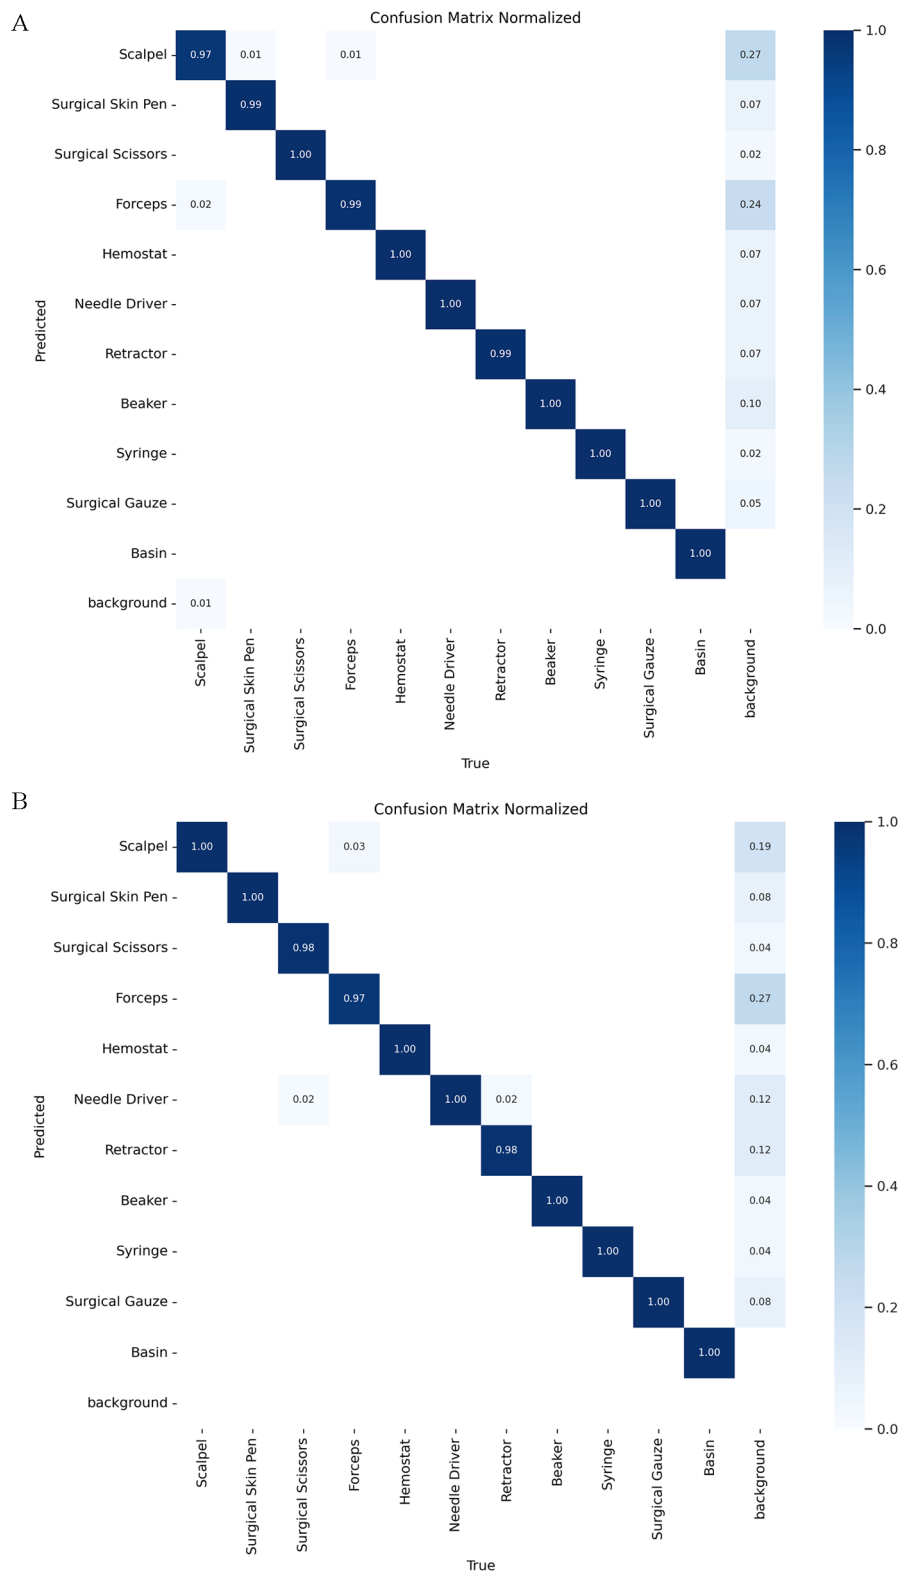 A
Confusion Matrix Normalized
Scalpel 0.97 0.01 0.01 0.27
Surgical Skin Pen 0.99 0.07
Surgical Scissors 1.00 0.02
Forceps 0.02 0.99 0.24
Hemostat 1.00 0.07
Needle Driver 1.00 0.07
Retractor 0.99 0.07
Beaker 1.00 0.10
Syringe 1.00 0.02
Surgical Gauze 1.00 0.05
Basin 1.00
background 0.01
Predicted
Scalpel
Surgical Skin Pen
Surgical Scissors
Forceps
Hemostat
Needle Driver
Retractor
Beaker
Syringe
Surgical Gauze
Basin
background
True
1.0
0.8
0.6
0.4
0.2
0.0
B
Confusion Matrix Normalized
Scalpel 1.00 0.03 0.19
Surgical Skin Pen 1.00 0.08
Surgical Scissors 0.98 0.04
Forceps 0.97 0.27
Hemostat 1.00 0.04
Needle Driver 0.02 1.00 0.02 0.12
Retractor 0.98 0.12
Beaker 1.00 0.04
Syringe 1.00 0.04
Surgical Gauze 1.00 0.08
Basin 1.00
background
Predicted
Scalpel
Surgical Skin Pen
Surgical Scissors
Forceps
Hemostat
Needle Driver
Retractor
Beaker
Syringe
Surgical Gauze
Basin
background
True
1.0
0.8
0.6
0.4
0.2
0.0